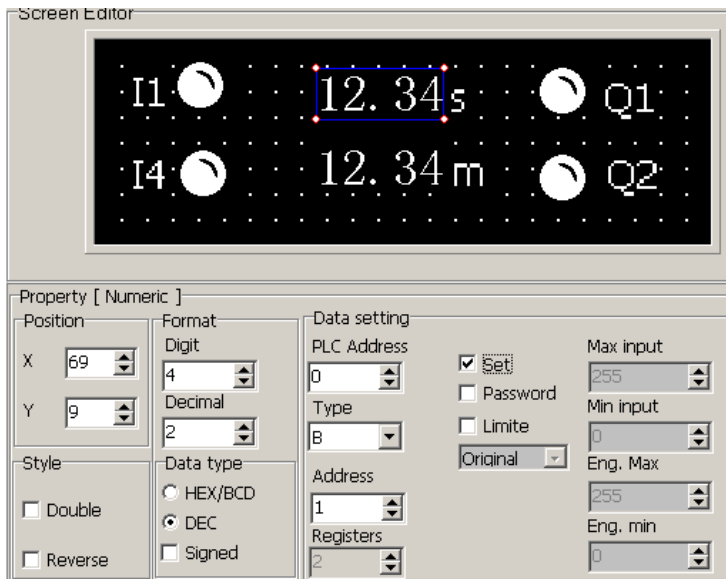 Screen Editor
I1 12.34 s Q1
I4 12.34 m Q2
Property [ Numeric ]
Position Format Data setting
Digit PLC Address Set Max input
X 69 4 0 255
Decimal Password Min input
Y 9 2 Type Limite 0
B
Style Data type Original Eng. Max
Double HEX/BCD Address 255
DEC 1 Eng. min
Reverse Signed Registers 0
2